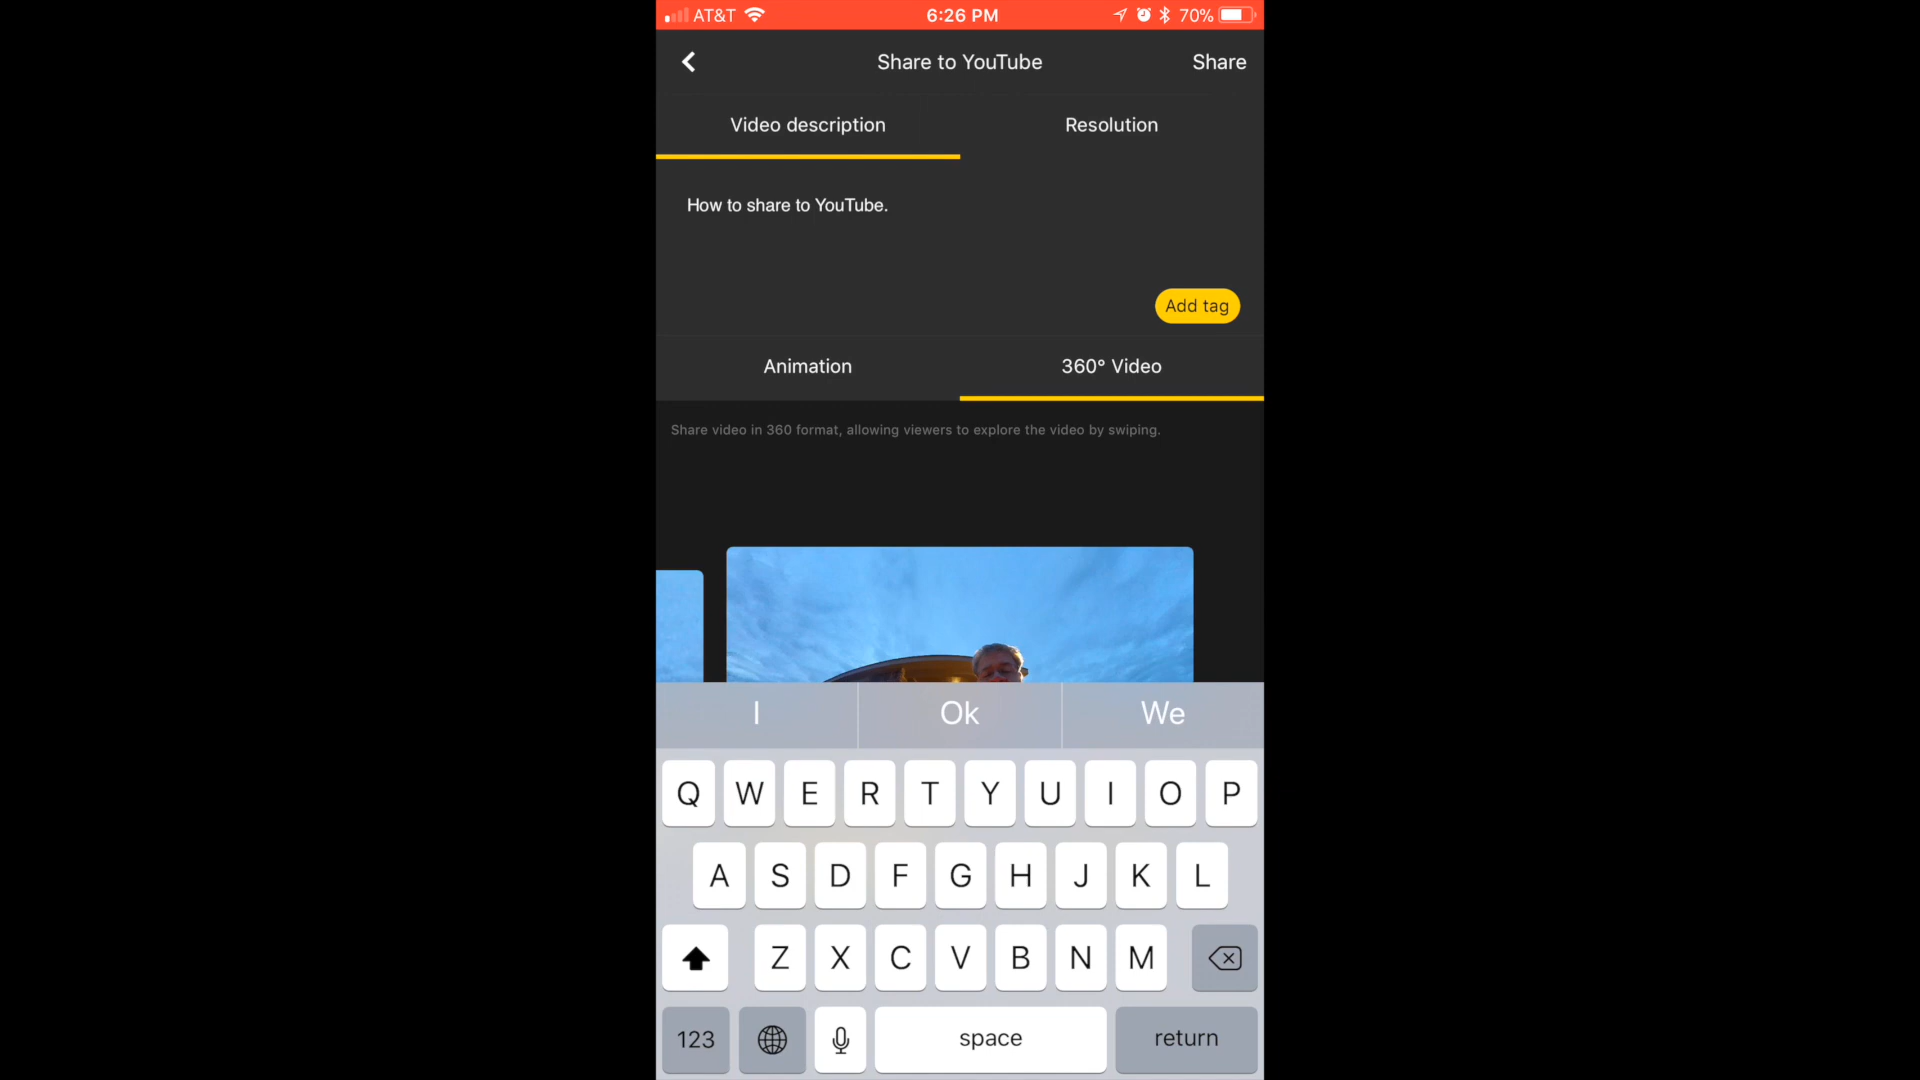 AT&T 6:26 PM 70%
Share to YouTube Share
Video description Resolution
How to share to YouTube.
Add tag
Animation 360° Video
Share video in 360 format, allowing viewers to explore the video by swiping.
I Ok We
Q W E R T Y U I O P
A S D F G H J K L
Z X C V B N M
123 space return